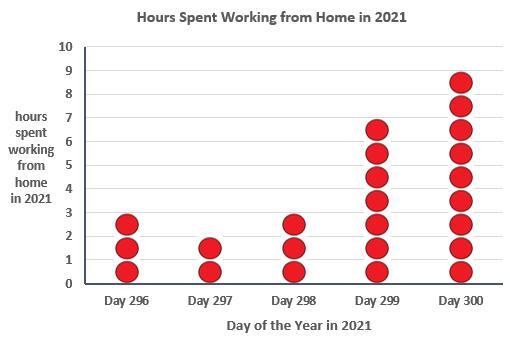 Hours Spent Working from Home in 2021
10
9
8
7
6
5
4
3
2
1
0
hours
spent
working
from
home
in 2021
Day 296 Day 297 Day 298 Day 299 Day 300
Day of the Year in 2021